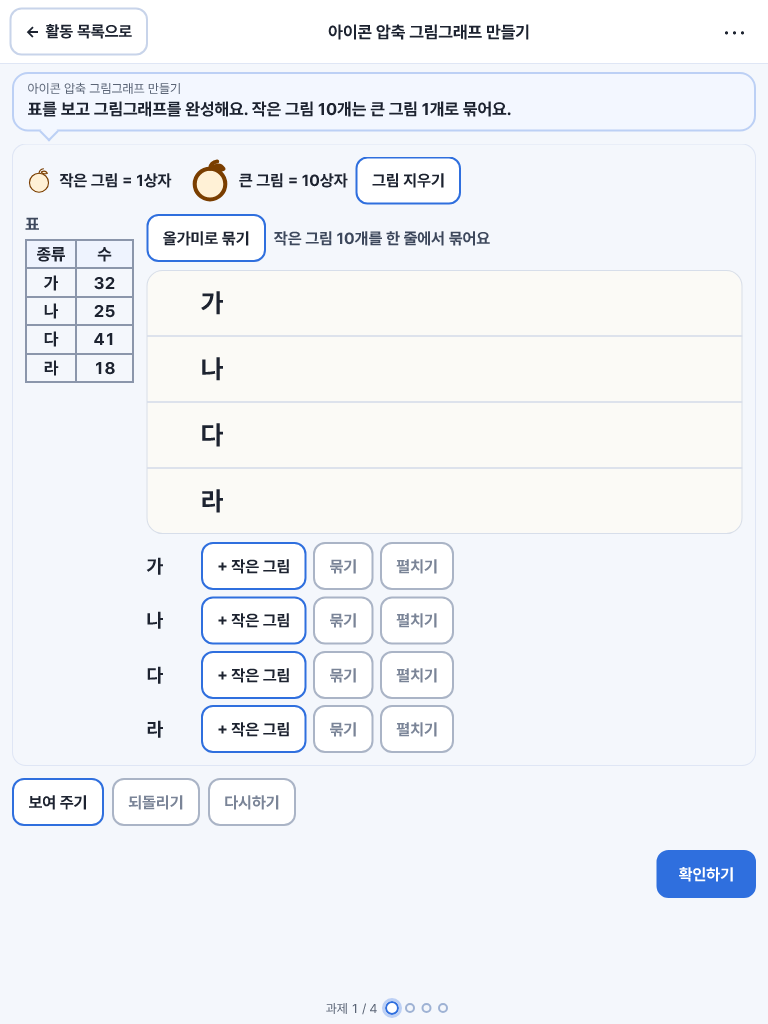 ← 활동 목록으로
아이콘 압축 그림그래프 만들기
...
아이콘 압축 그림그래프 만들기
표를 보고 그림그래프를 완성해요. 작은 그림 10개는 큰 그림 1개로 묶어요.
작은 그림 = 1상자 큰 그림 = 10상자 그림 지우기
표
종류 수
가 32
나 25
다 41
라 18
올가미로 묶기 작은 그림 10개를 한 줄에서 묶어요
가
나
다
라
가 + 작은 그림 묶기 펼치기
나 + 작은 그림 묶기 펼치기
다 + 작은 그림 묶기 펼치기
라 + 작은 그림 묶기 펼치기
보여 주기 되돌리기 다시하기
확인하기
과제 1 / 4